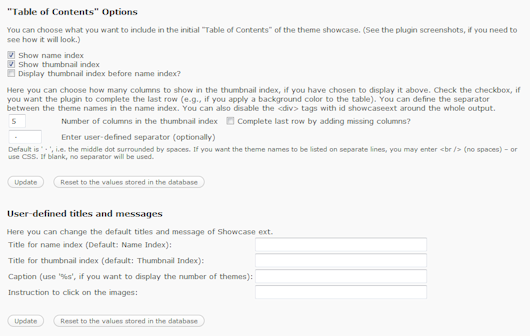 "Table of Contents" Options
You can choose what you want to include in the initial "Table of Contents" of the theme showcase. (See the plugin screenshots, if you need to
see how it will look.)
Show name index
Show thumbnail index
Display thumbnail index before name index?
Here you can choose how many columns to show in the thumbnail index, if you have chosen to display it above. Check the checkbox, if
you want the plugin to complete the last row (e.g., if you apply a background color to the table). You can define the separator
between the theme names in the name index. You can also disable the <div> tags with id showcaseext around the whole output.
5 Number of columns in the thumbnail index Complete last row by adding missing columns?
· Enter user-defined separator (optionally)
Default is ' · ', i.e. the middle dot surrounded by spaces. If you want the theme names to be listed on separate lines, you may enter <br /> (no spaces) – or
use CSS. If blank, no separator will be used.
Update Reset to the values stored in the database
User-defined titles and messages
Here you can change the default titles and message of Showcase ext.
Title for name index (Default: Name Index):
Title for thumbnail index (default: Thumbnail Index):
Caption (use '%s', if you want to display the number of themes):
Instruction to click on the images:
Update Reset to the values stored in the database